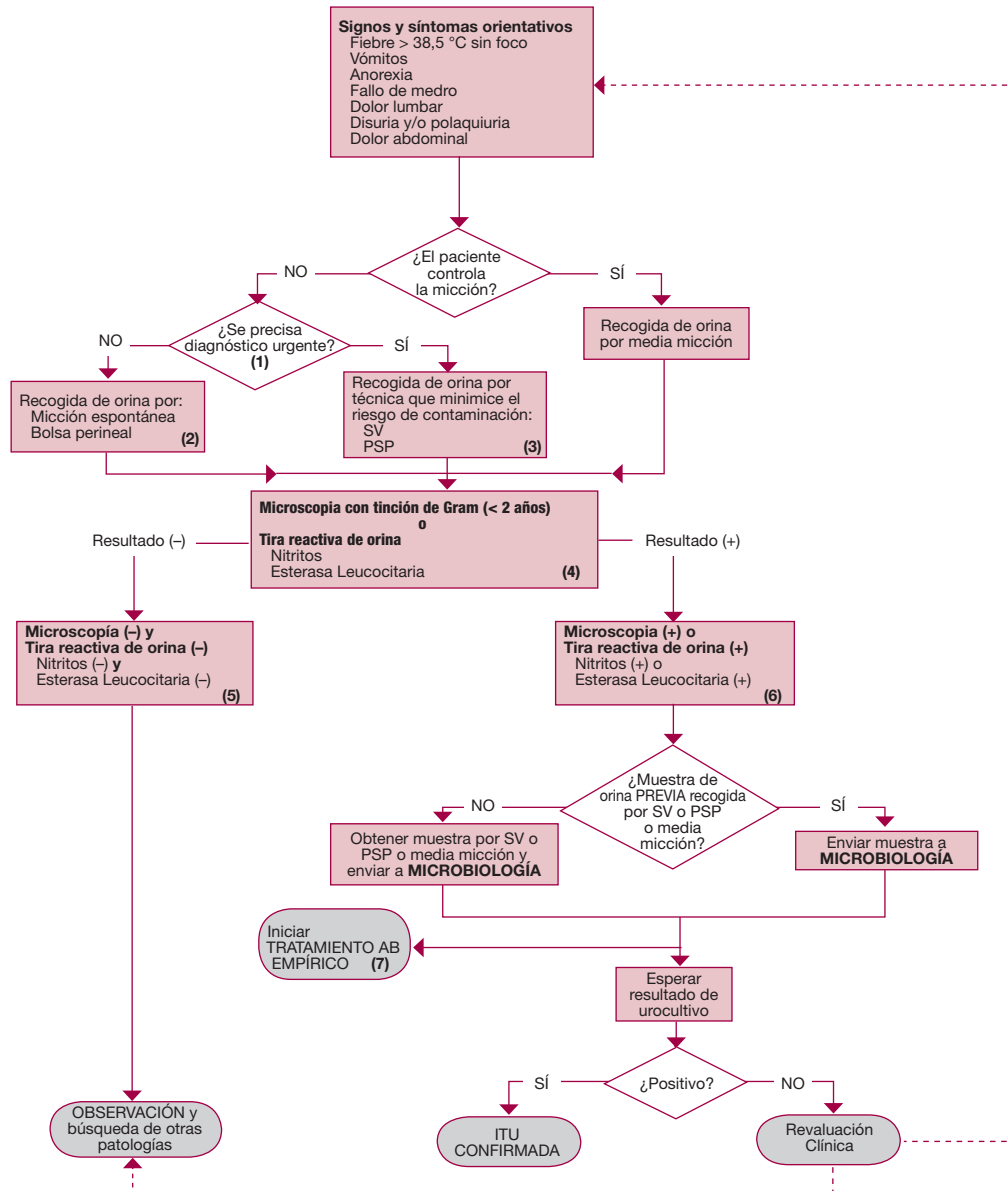 Signos y síntomas orientativos
Fiebre > 38,5 °C sin foco
Vómitos
Anorexia
Fallo de medro
Dolor lumbar
Disuria y/o polaquiuria
Dolor abdominal
¿El paciente
controla
la micción?
NO
SÍ
¿Se precisa
diagnóstico urgente?
(1)
NO
SÍ
Recogida de orina
por media micción
Recogida de orina por:
Micción espontánea
Bolsa perineal
(2)
Recogida de orina por
técnica que minimice el
riesgo de contaminación:
SV
PSP
(3)
Microscopia con tinción de Gram (< 2 años)
o
Tira reactiva de orina
Nitritos
Esterasa Leucocitaria
(4)
Resultado (–)
Resultado (+)
Microscopía (–) y
Tira reactiva de orina (–)
Nitritos (–) y
Esterasa Leucocitaria (–)
(5)
Microscopia (+) o
Tira reactiva de orina (+)
Nitritos (+) o
Esterasa Leucocitaria (+)
(6)
¿Muestra de
orina PREVIA recogida
por SV o PSP
o media
micción?
NO
SÍ
Obtener muestra por SV o
PSP o media micción y
enviar a MICROBIOLOGÍA
Enviar muestra a
MICROBIOLOGÍA
Iniciar
TRATAMIENTO AB
EMPÍRICO (7)
Esperar
resultado de
urocultivo
¿Positivo?
SÍ
NO
OBSERVACIÓN y
búsqueda de otras
patologías
ITU
CONFIRMADA
Revaluación
Clínica